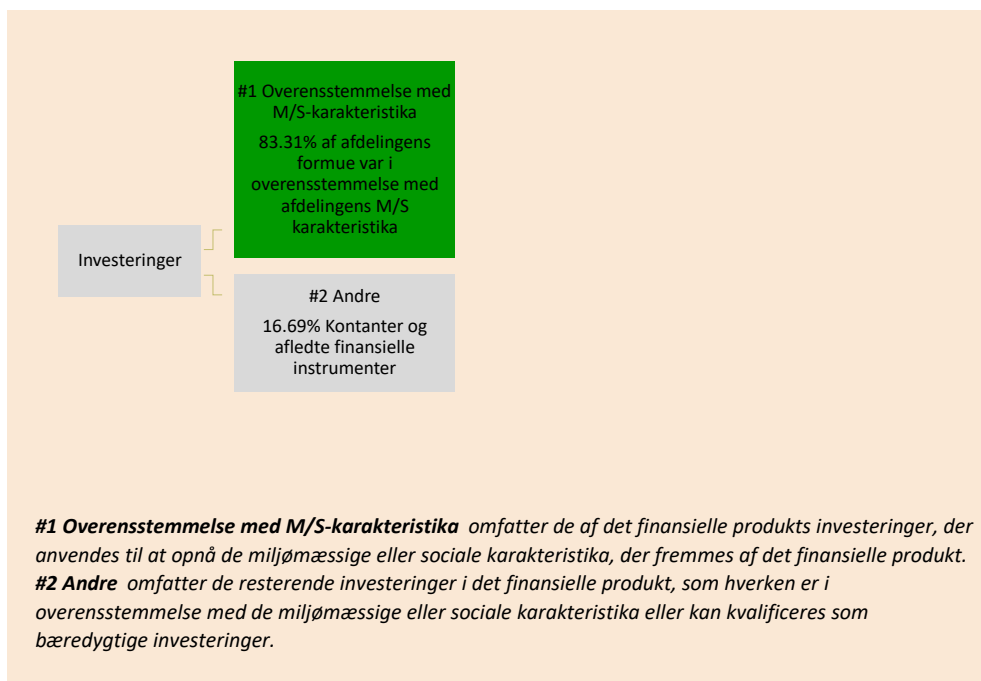 #1 Overensstemmelse med
M/S-karakteristika
83.31% af afdelingens
formue var i
overensstemmelse med
afdelingens M/S
karakteristika
Investeringer
#2 Andre
16.69% Kontanter og
afledte finansielle
instrumenter
#1 Overensstemmelse med M/S-karakteristika omfatter de af det finansielle produkts investeringer, der
anvendes til at opnå de miljømæssige eller sociale karakteristika, der fremmes af det finansielle produkt.
#2 Andre omfatter de resterende investeringer i det finansielle produkt, som hverken er i
overensstemmelse med de miljømæssige eller sociale karakteristika eller kan kvalificeres som
bæredygtige investeringer.